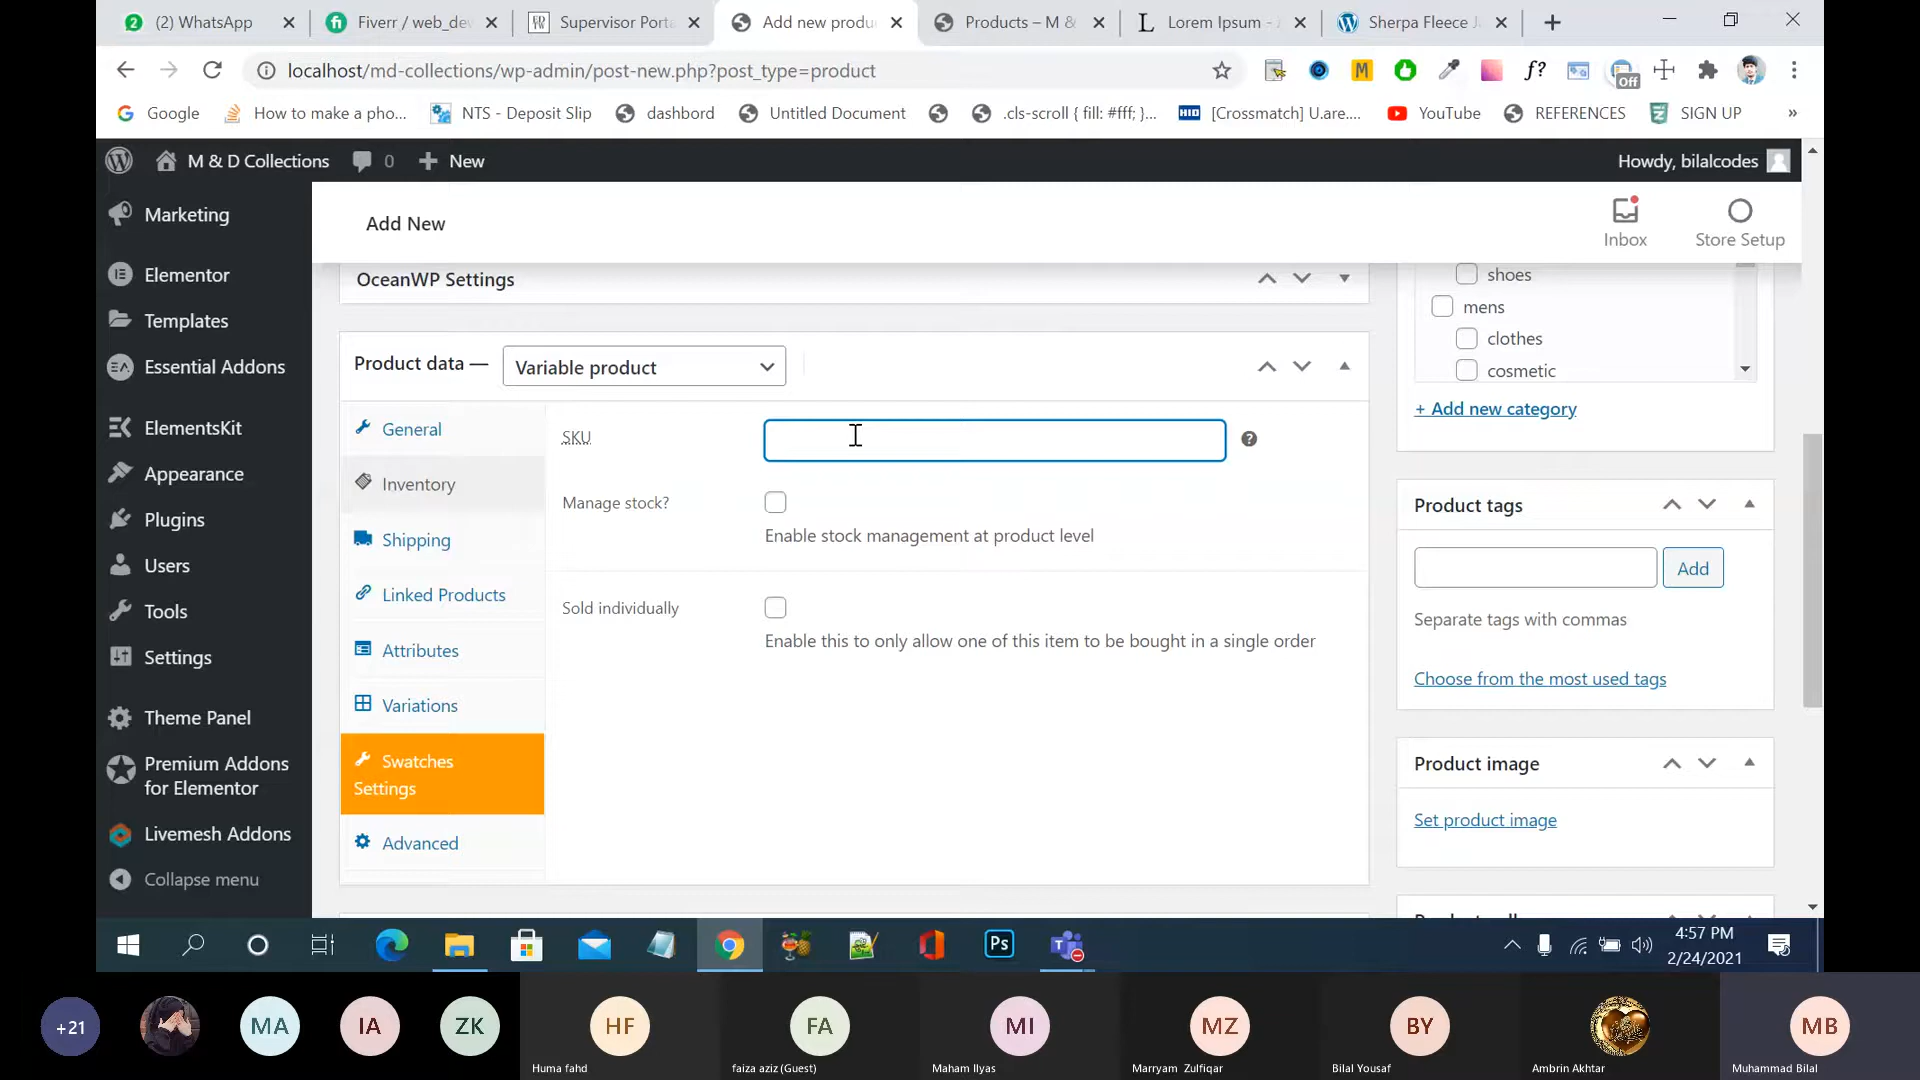 (2) WhatsApp
Fiverr / web_dev
Supervisor Porta
Add new produc
Products – M &
Lorem Ipsum -
Sherpa Fleece J
localhost/md-collections/wp-admin/post-new.php?post_type=product
M
f?
Off
Google
How to make a pho...
NTS - Deposit Slip
dashbord
Untitled Document
.cls-scroll { fill: #fff; }...
HID
[Crossmatch] U.are....
YouTube
REFERENCES
SIGN UP
»
M & D Collections
0
New
Howdy, bilalcodes
Marketing
Elementor
Templates
Essential Addons
ElementsKit
Appearance
Plugins
Users
Tools
Settings
Theme Panel
Premium Addons
for Elementor
Livemesh Addons
Collapse menu
Add New
Inbox
Store Setup
OceanWP Settings
Product data —
Variable product
General
Inventory
Shipping
Linked Products
Attributes
Variations
Swatches
Settings
Advanced
SKU
Manage stock?
Enable stock management at product level
Sold individually
Enable this to only allow one of this item to be bought in a single order
shoes
mens
clothes
cosmetic
+ Add new category
Product tags
Add
Separate tags with commas
Choose from the most used tags
Product image
Set product image
Ps
4:57 PM
2/24/2021
+21
MA
IA
ZK
HF
Huma fahd
FA
faiza aziz (Guest)
MI
Maham Ilyas
MZ
Marryam Zulfiqar
BY
Bilal Yousaf
Ambrin Akhtar
MB
Muhammad Bilal